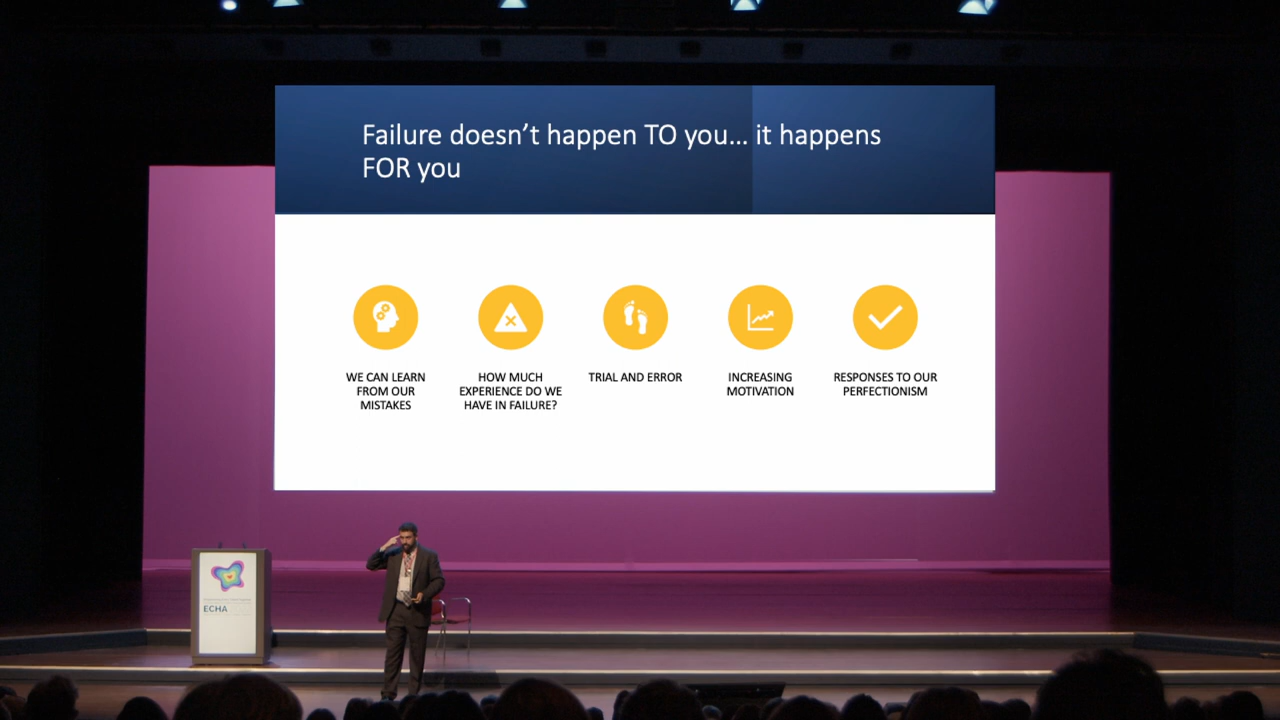 Failure doesn't happen TO you... it happens
FOR you
WE CAN LEARN
FROM OUR
MISTAKES
HOW MUCH
EXPERIENCE DO WE
HAVE IN FAILURE?
TRIAL AND ERROR
INCREASING
MOTIVATION
RESPONSES TO OUR
PERFECTIONISM
ECHA